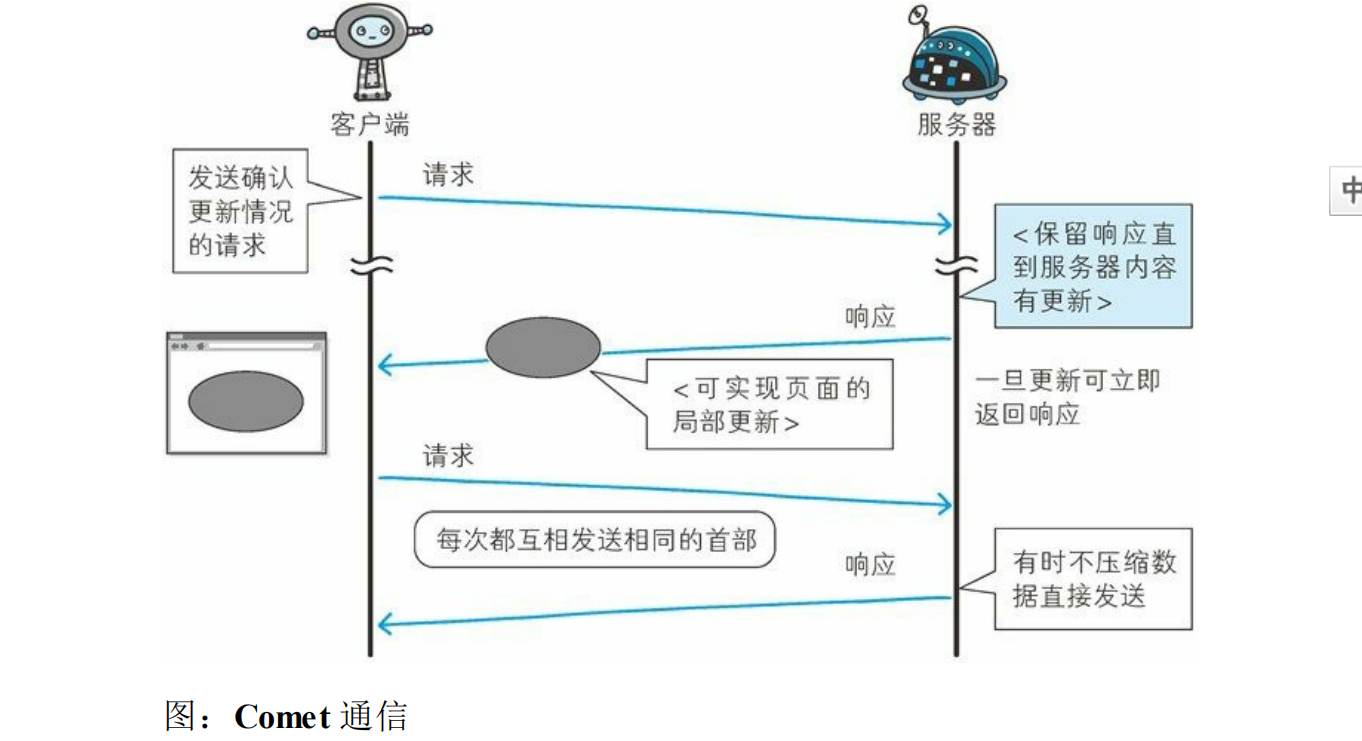 客户端
服务器
发送确认
更新情况
的请求
请求
<保留响应直
到服务器内容
有更新>
响应
<可实现页面的
局部更新>
一旦更新可立即
返回响应
请求
每次都互相发送相同的首部
响应
有时不压缩数
据直接发送
图：Comet 通信
中